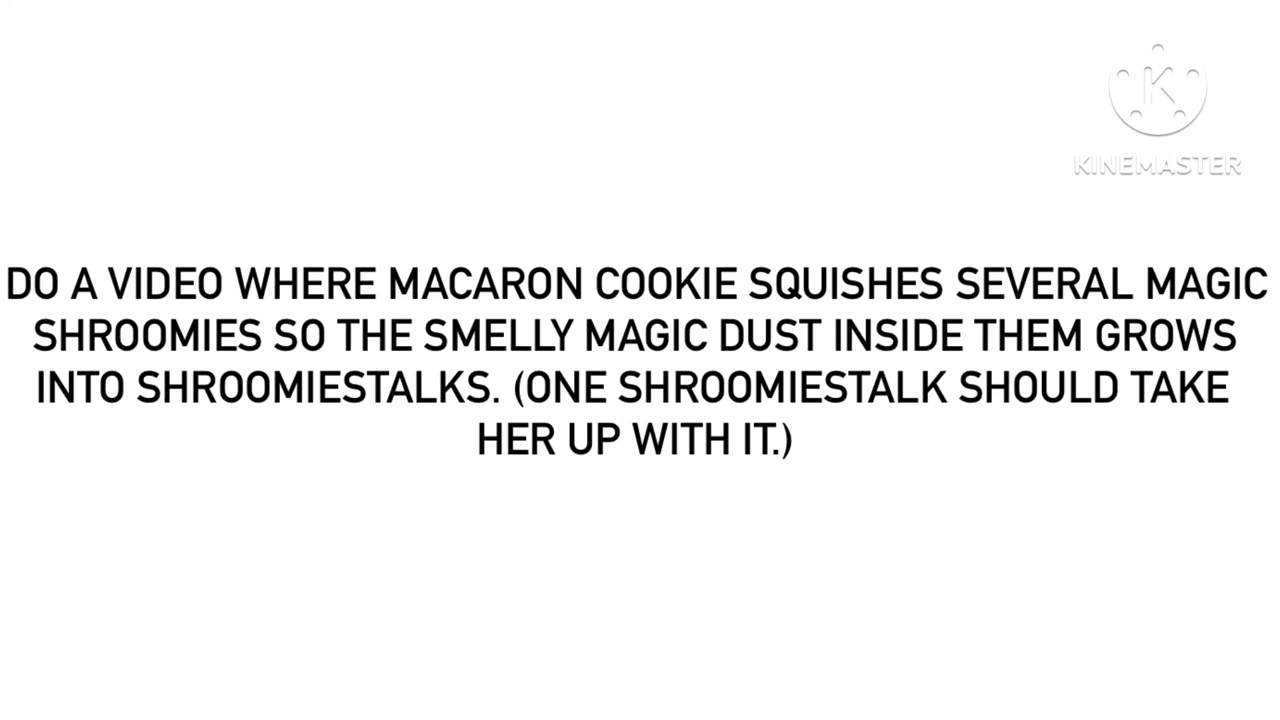 KINEMASTER
DO A VIDEO WHERE MACARON COOKIE SQUISHES SEVERAL MAGIC
SHROOMIES SO THE SMELLY MAGIC DUST INSIDE THEM GROWS
INTO SHROOMIESTALKS. (ONE SHROOMIESTALK SHOULD TAKE
HER UP WITH IT.)